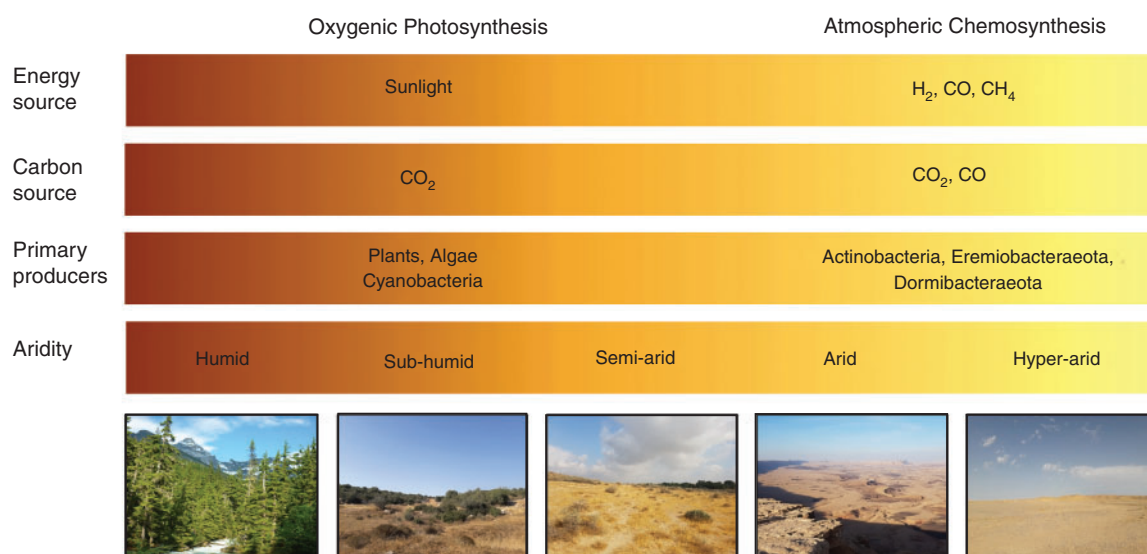 Oxygenic Photosynthesis Atmospheric Chemosynthesis
Energy
source
Sunlight
H₂, CO, CH₄
Carbon
source
CO₂
CO₂, CO
Primary
producers
Plants, Algae
Cyanobacteria
Actinobacteria, Eremiobacteraeota,
Dormibacteraeota
Aridity
Humid Sub-humid Semi-arid Arid Hyper-arid